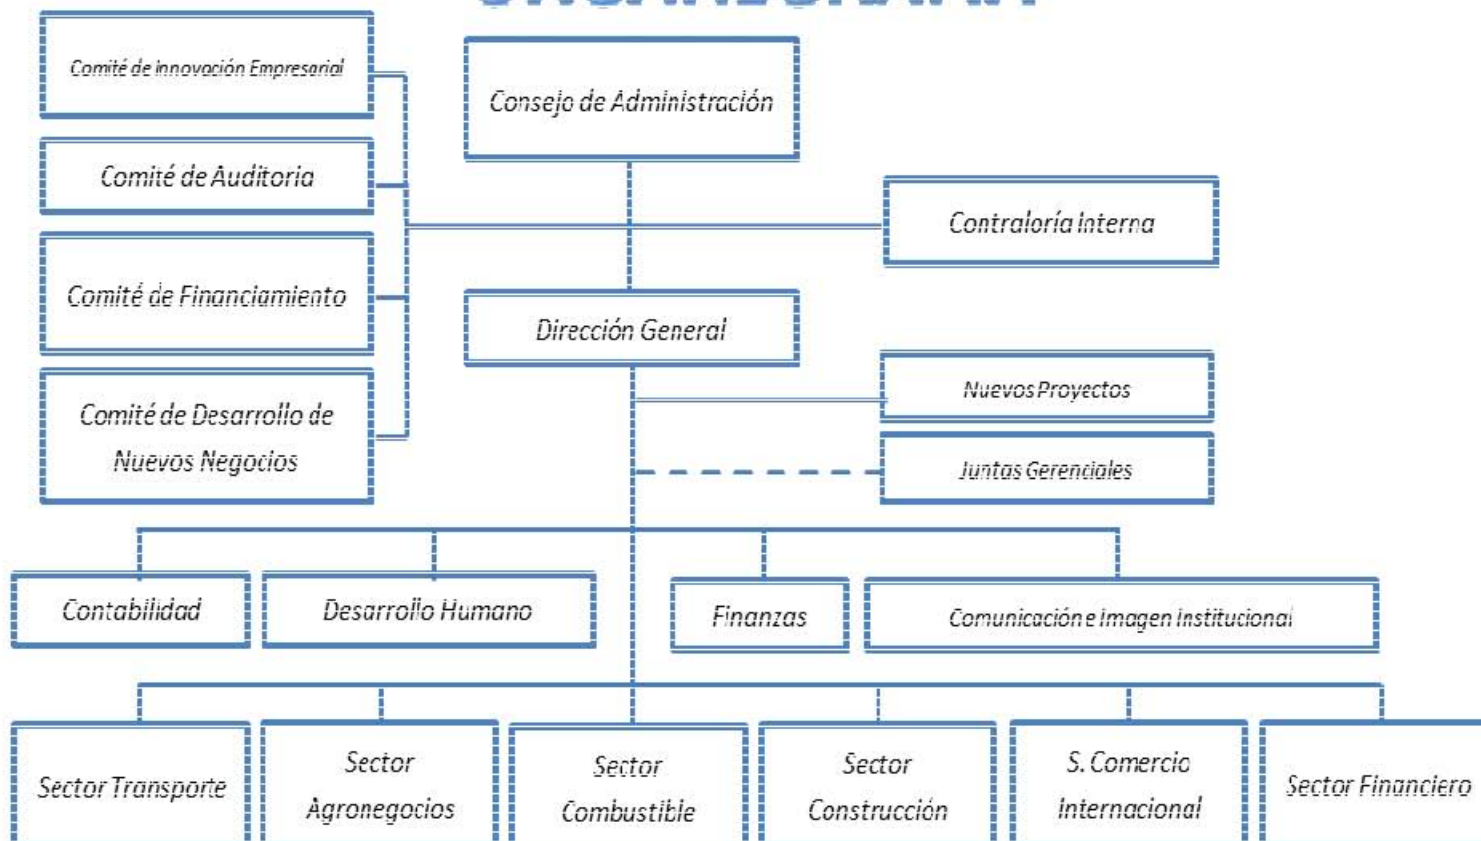 Comité de Innovación Empresarial
Consejo de Administración
Comité de Auditoria
Contraloría Interna
Comité de Financiamiento
Dirección General
Nuevos Proyectos
Comité de Desarrollo de
Nuevos Negocios
Juntas Gerenciales
Contabilidad
Desarrollo Humano
Finanzas
Comunicación e Imagen Institucional
Sector Transporte
Sector
Agronegocios
Sector
Combustible
Sector
Construcción
S. Comercio
Internacional
Sector Financiero